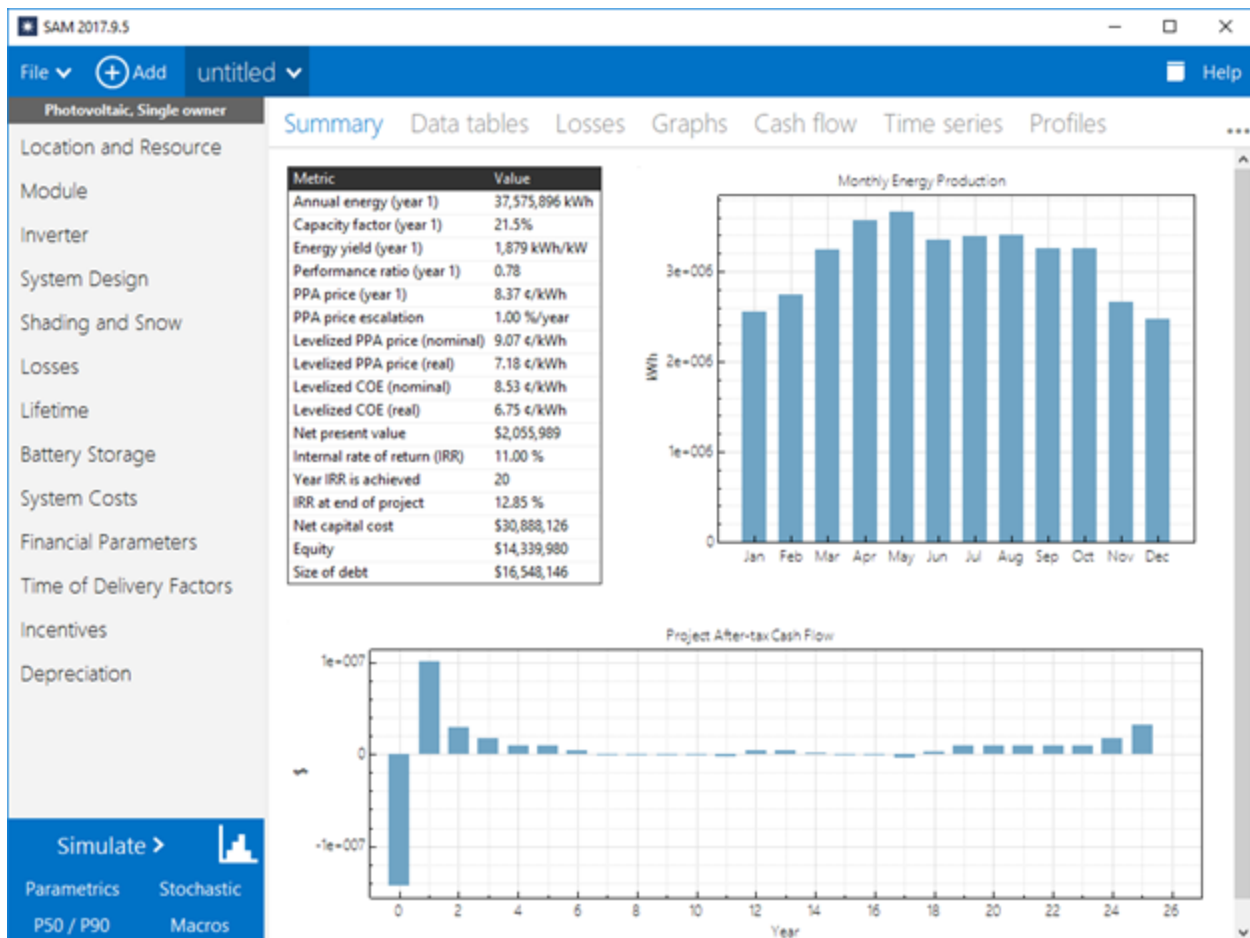 SAM 2017.9.5
File Add untitled Help
Photovoltaic, Single owner
Location and Resource
Module
Inverter
System Design
Shading and Snow
Losses
Lifetime
Battery Storage
System Costs
Financial Parameters
Time of Delivery Factors
Incentives
Depreciation
Simulate >
Parametrics Stochastic
P50 / P90 Macros
Summary Data tables Losses Graphs Cash flow Time series Profiles ...
Metric Value
Annual energy (year 1) 37,575,896 kWh
Capacity factor (year 1) 21.5%
Energy yield (year 1) 1,879 kWh/kW
Performance ratio (year 1) 0.78
PPA price (year 1) 8.37 ¢/kWh
PPA price escalation 1.00 %/year
Levelized PPA price (nominal) 9.07 ¢/kWh
Levelized PPA price (real) 7.18 ¢/kWh
Levelized COE (nominal) 8.53 ¢/kWh
Levelized COE (real) 6.75 ¢/kWh
Net present value $2,055,989
Internal rate of return (IRR) 11.00 %
Year IRR is achieved 20
IRR at end of project 12.85 %
Net capital cost $30,888,126
Equity $14,339,980
Size of debt $16,548,146
Monthly Energy Production
3e+006
2e+006
1e+006
0
kWh
Jan Feb Mar Apr May Jun Jul Aug Sep Oct Nov Dec
Project After-tax Cash Flow
1e+007
0
-1e+007
$
0 2 4 6 8 10 12 14 16 18 20 22 24 26
Year